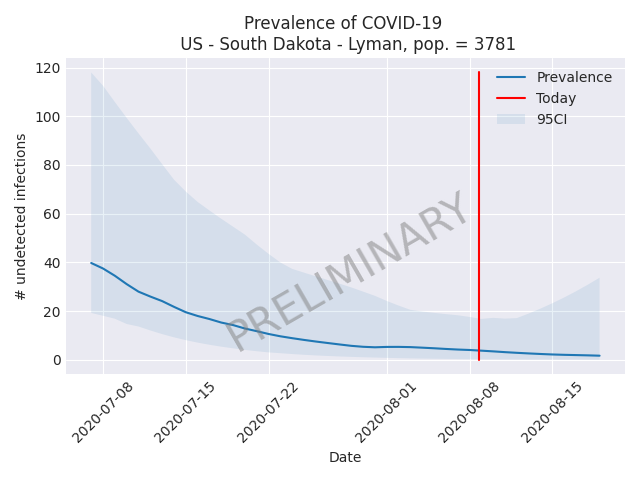 Prevalence of COVID-19
US - South Dakota - Lyman, pop. = 3781
120
100
80
60
40
20
0
# undetected infections
Prevalence
Today
95CI
PRELIMINARY
2020-07-08
2020-07-15
2020-07-22
2020-08-01
2020-08-08
2020-08-15
Date